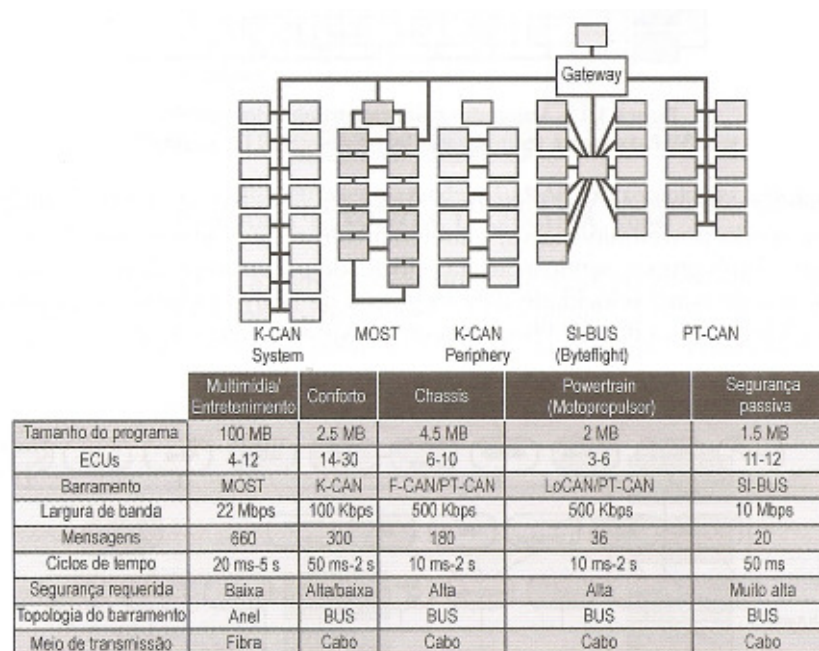 Gateway
K-CAN System
MOST
K-CAN Periphery
SI-BUS (Byteflight)
PT-CAN
Multimídia/ Entretenimento Conforto Chassis Powertrain (Motopropulsor) Segurança passiva
Tamanho do programa 100 MB 2.5 MB 4.5 MB 2 MB 1.5 MB
ECUs 4-12 14-30 6-10 3-6 11-12
Barramento MOST K-CAN F-CAN/PT-CAN LoCAN/PT-CAN SI-BUS
Largura de banda 22 Mbps 100 Kbps 500 Kbps 500 Kbps 10 Mbps
Mensagens 660 300 180 36 20
Ciclos de tempo 20 ms-5 s 50 ms-2 s 10 ms-2 s 10 ms-2 s 50 ms
Segurança requerida Baixa Alta/baixa Alta Alta Muito alta
Topologia do barramento Anel BUS BUS BUS BUS
Meio de transmissão Fibra Cabo Cabo Cabo Cabo